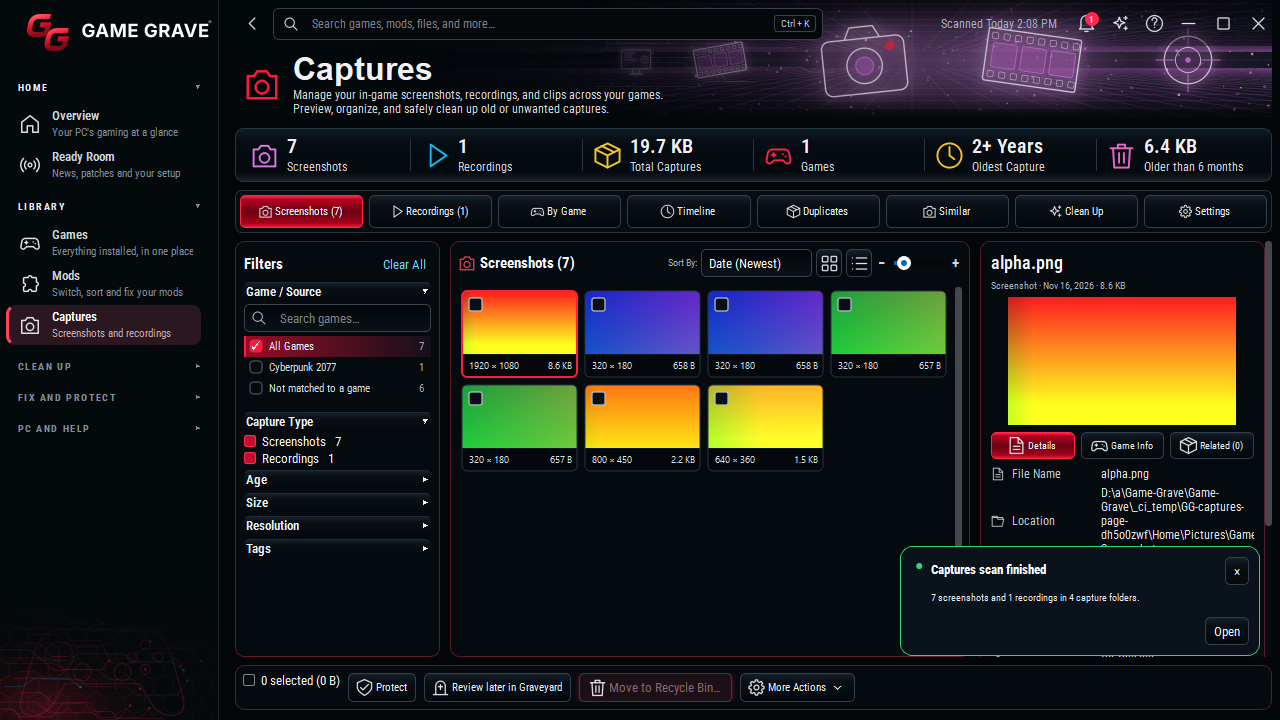 GAME GRAVE
Search games, mods, files, and more...
Ctrl + K
Scanned Today 2:08 PM
1
HOME
Overview
Your PC's gaming at a glance
Ready Room
News, patches and your setup
LIBRARY
Games
Everything installed, in one place
Mods
Switch, sort and fix your mods
Captures
Screenshots and recordings
CLEAN UP
FIX AND PROTECT
PC AND HELP
Captures
Manage your in-game screenshots, recordings, and clips across your games.
Preview, organize, and safely clean up old or unwanted captures.
7
Screenshots
1
Recordings
19.7 KB
Total Captures
1
Games
2+ Years
Oldest Capture
6.4 KB
Older than 6 months
Screenshots (7)
Recordings (1)
By Game
Timeline
Duplicates
Similar
Clean Up
Settings
Filters
Clear All
Game / Source
Search games...
All Games 7
Cyberpunk 2077 1
Not matched to a game 6
Capture Type
Screenshots 7
Recordings 1
Age
Size
Resolution
Tags
Screenshots (7)
Sort By:
Date (Newest)
- +
1920 × 1080 8.6 KB
320 × 180 658 B
320 × 180 658 B
320 × 180 657 B
320 × 180 657 B
800 × 450 2.2 KB
640 × 360 1.5 KB
alpha.png
Screenshot · Nov 16, 2026 · 8.6 KB
Details
Game Info
Related (0)
File Name alpha.png
Location
D:\a\Game-Grave\Game-
Grave\_ci_temp\GG-captures-
page-
dh5o0zwf\Home\Pictures\Game
Captures scan finished
x
7 screenshots and 1 recordings in 4 capture folders.
Open
0 selected (0 B)
Protect
Review later in Graveyard
Move to Recycle Bin...
More Actions